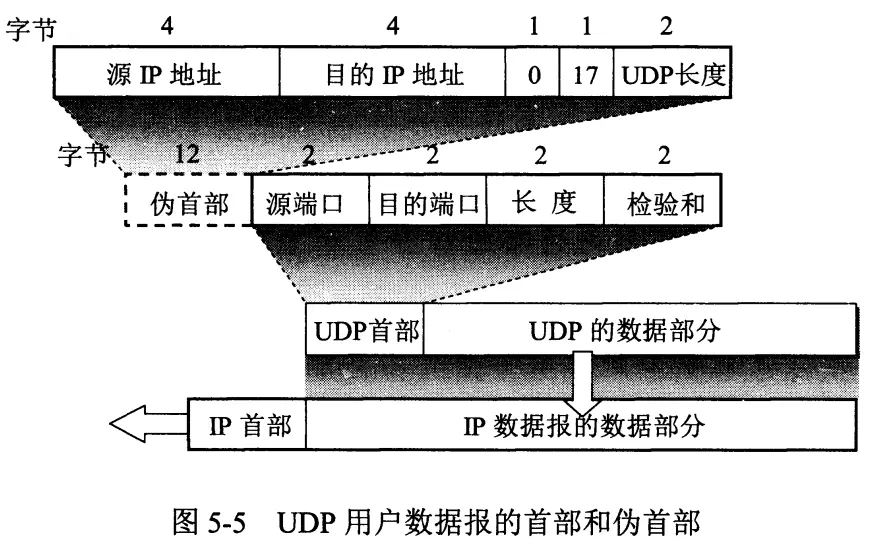 字节 4 4 1 1 2
源 IP 地址 目的 IP 地址 0 17 UDP长度
字节 12 2 2 2 2
伪首部 源端口 目的端口 长 度 检验和
UDP首部 UDP 的数据部分
IP 首部 IP 数据报的数据部分
图 5-5 UDP 用户数据报的首部和伪首部